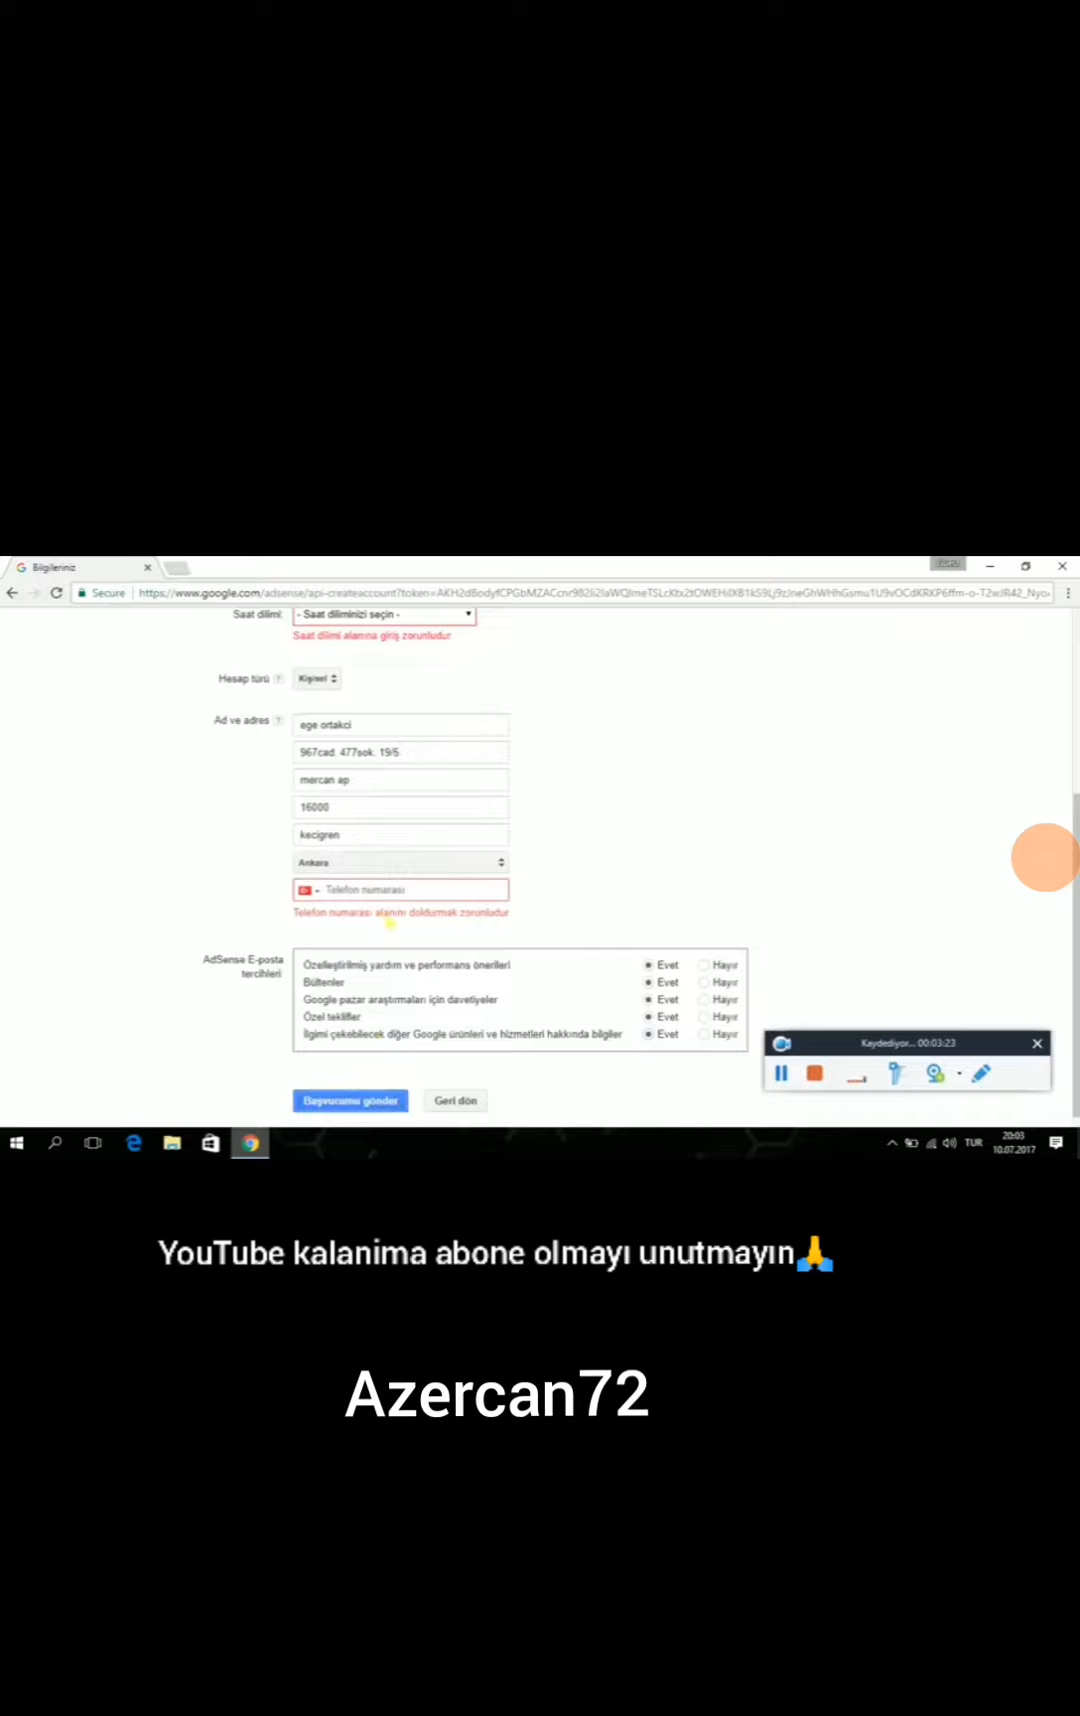 Bilgileriniz
Secure
Saat dilimi:
- Saat diliminizi seçin -
Saat dilimi alanına giriş zorunludur
Hesap türü ?
Kişisel
Ad ve adres ?
ege ortakci
967cad. 477sok. 19/5
mercan ap
16000
kecigren
Ankara
Telefon numarası
Telefon numarası alanını doldurmak zorunludur
AdSense E-posta
tercihleri:
Özelleştirilmiş yardım ve performans önerileri Evet Hayır
Bültenler Evet Hayır
Google pazar araştırmaları için davetiyeler Evet Hayır
Özel teklifler Evet Hayır
İlgimi çekebilecek diğer Google ürünleri ve hizmetleri hakkında bilgiler Evet Hayır
Kaydediyor... 00:03:23
Başvurumu gönder Geri dön
TUR
20:03
10.07.2017
YouTube kalanima abone olmayı unutmayın🙏
Azercan72